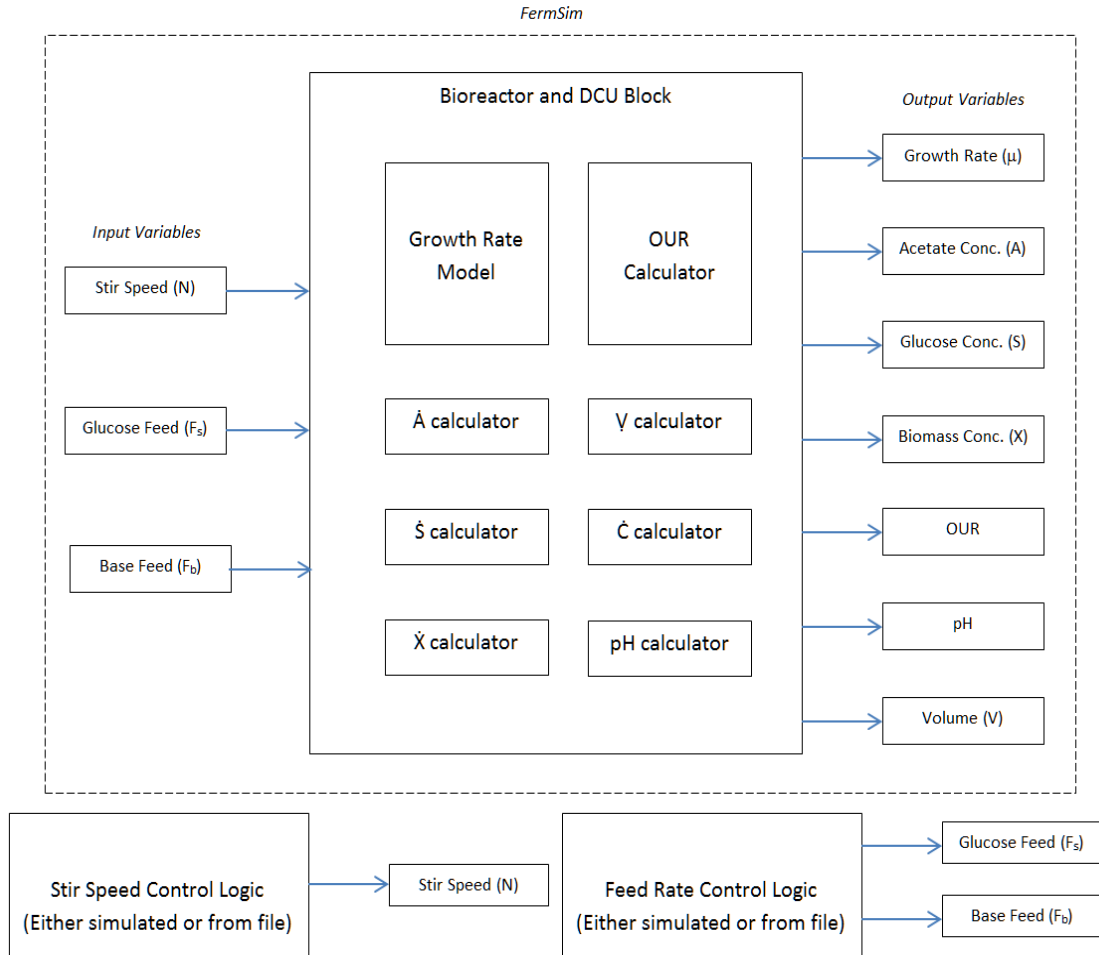 FermSim
Bioreactor and DCU Block
Output Variables
Growth Rate (μ)
Growth Rate
Model
OUR
Calculator
Input Variables
Acetate Conc. (A)
Stir Speed (N)
Glucose Conc. (S)
Glucose Feed (Fₛ)
Ȧ calculator
Ṿ calculator
Biomass Conc. (X)
Ṡ calculator
Ċ calculator
OUR
Base Feed (F_b)
Ẋ calculator
pH calculator
pH
Volume (V)
Stir Speed Control Logic
(Either simulated or from file)
Stir Speed (N)
Feed Rate Control Logic
(Either simulated or from file)
Glucose Feed (Fₛ)
Base Feed (F_b)